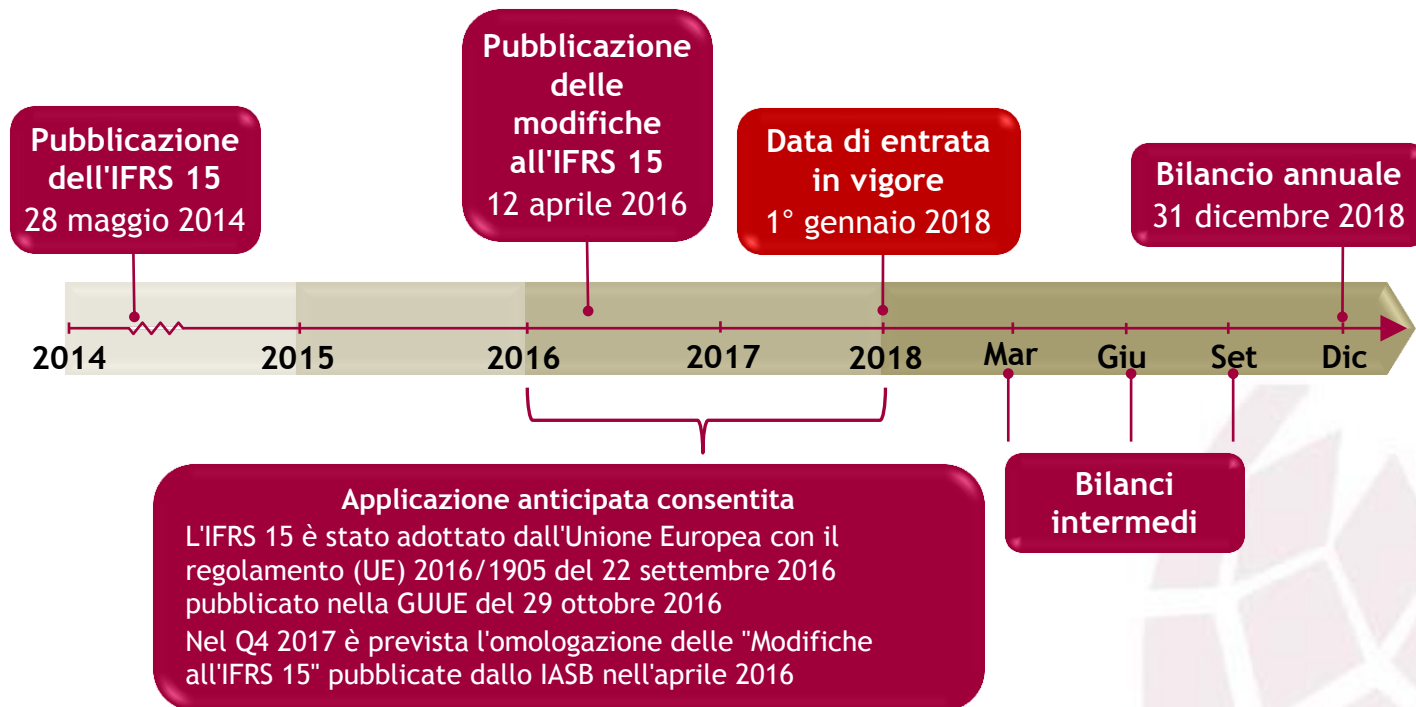 Pubblicazione
dell'IFRS 15
28 maggio 2014
Pubblicazione
delle
modifiche
all'IFRS 15
12 aprile 2016
Data di entrata
in vigore
1° gennaio 2018
Bilancio annuale
31 dicembre 2018
2014
2015
2016
2017
2018
Mar
Giu
Set
Dic
Applicazione anticipata consentita
L'IFRS 15 è stato adottato dall'Unione Europea con il
regolamento (UE) 2016/1905 del 22 settembre 2016
pubblicato nella GUUE del 29 ottobre 2016
Nel Q4 2017 è prevista l'omologazione delle "Modifiche
all'IFRS 15" pubblicate dallo IASB nell'aprile 2016
Bilanci
intermedi